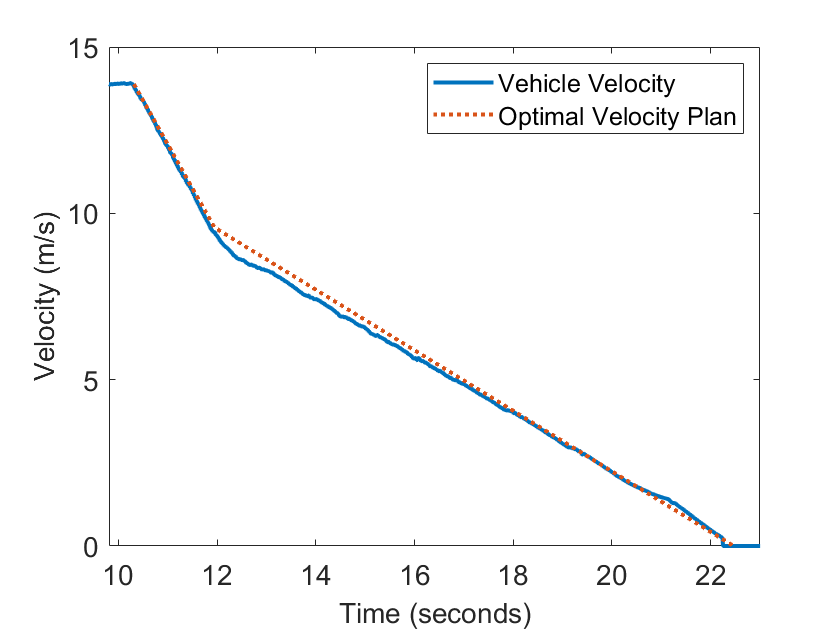 15
10
5
0
Velocity (m/s)
Vehicle Velocity
Optimal Velocity Plan
10 12 14 16 18 20 22
Time (seconds)